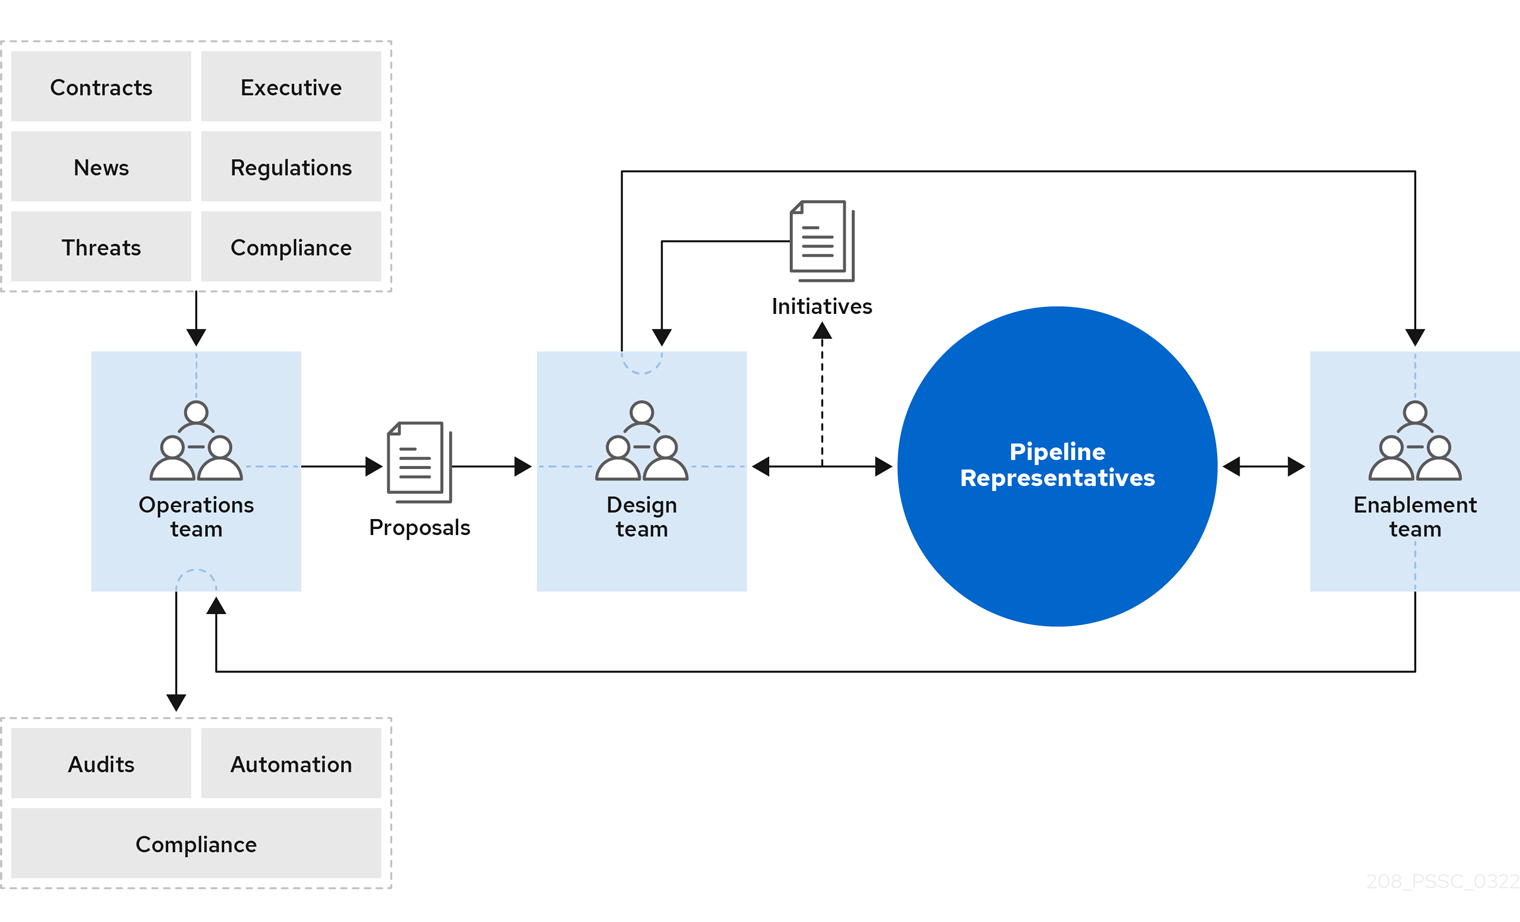 Contracts
Executive
News
Regulations
Threats
Compliance
Initiatives
Pipeline
Representatives
Operations
team
Proposals
Design
team
Enablement
team
Audits
Automation
Compliance
208_PSSC_0322